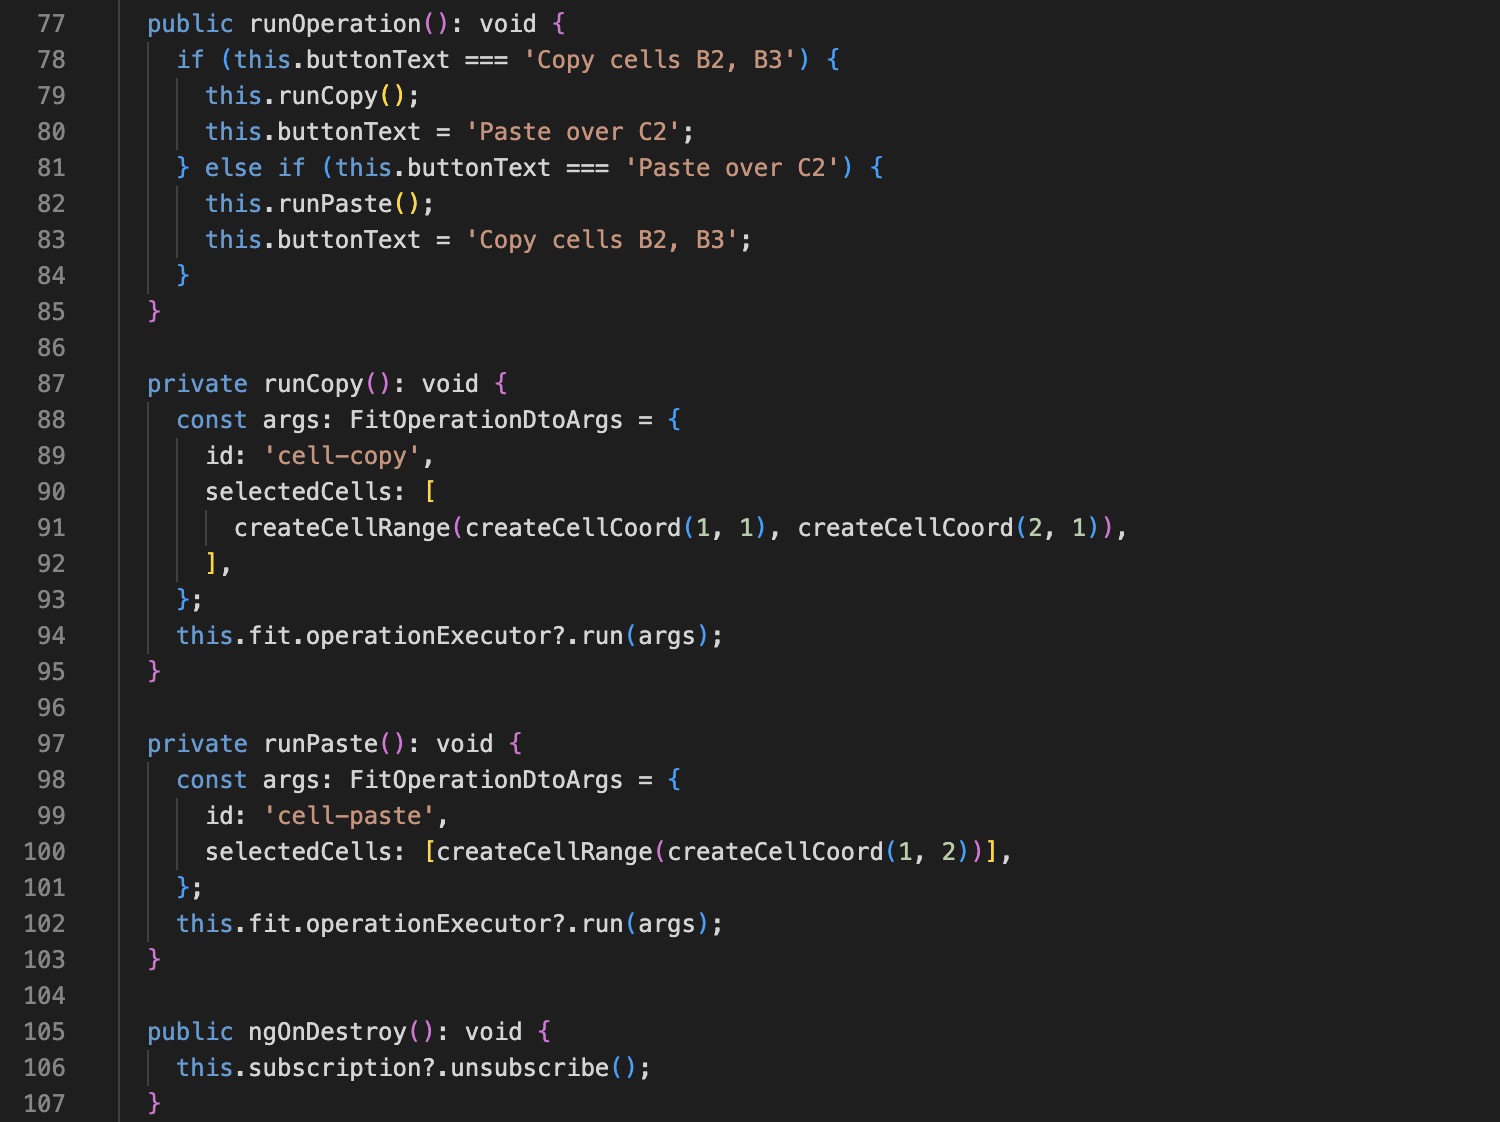 77 public runOperation(): void {
78 if (this.buttonText === 'Copy cells B2, B3') {
79 this.runCopy();
80 this.buttonText = 'Paste over C2';
81 } else if (this.buttonText === 'Paste over C2') {
82 this.runPaste();
83 this.buttonText = 'Copy cells B2, B3';
84 }
85 }
86
87 private runCopy(): void {
88 const args: FitOperationDtoArgs = {
89 id: 'cell-copy',
90 selectedCells: [
91 createCellRange(createCellCoord(1, 1), createCellCoord(2, 1)),
92 ],
93 };
94 this.fit.operationExecutor?.run(args);
95 }
96
97 private runPaste(): void {
98 const args: FitOperationDtoArgs = {
99 id: 'cell-paste',
100 selectedCells: [createCellRange(createCellCoord(1, 2))],
101 };
102 this.fit.operationExecutor?.run(args);
103 }
104
105 public ngOnDestroy(): void {
106 this.subscription?.unsubscribe();
107 }